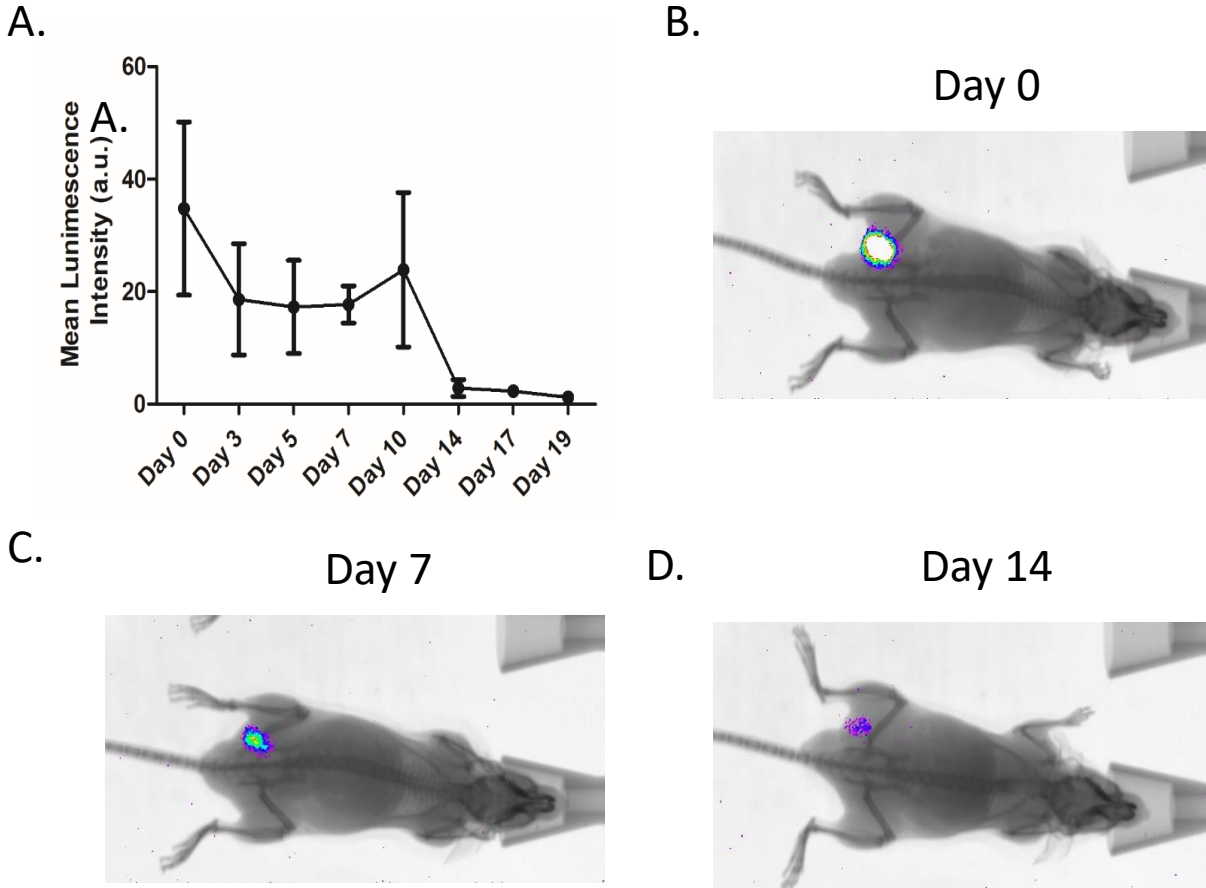 A.
B.
Day 0
60
40
20
0
Mean Lunimescence
Intensity (a.u.)
A.
Day 0
Day 3
Day 5
Day 7
Day 10
Day 14
Day 17
Day 19
C.
Day 7
D.
Day 14